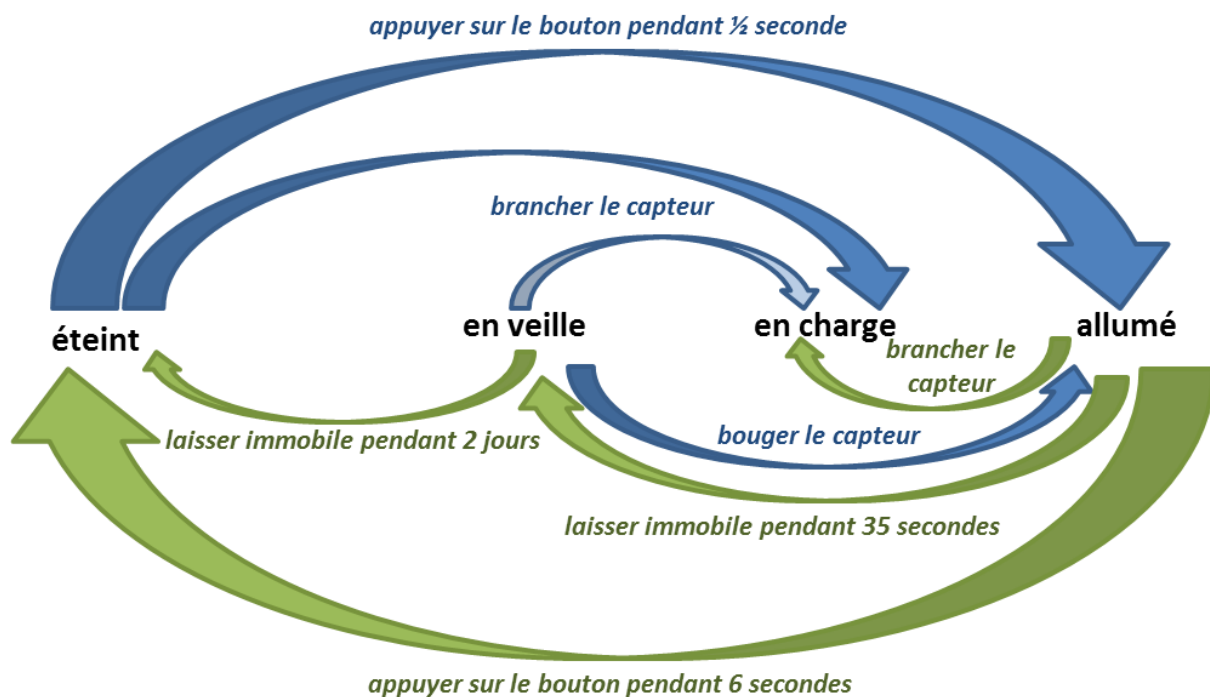 appuyer sur le bouton pendant ½ seconde
brancher le capteur
éteint
en veille
en charge
allumé
brancher le
capteur
laisser immobile pendant 2 jours
bouger le capteur
laisser immobile pendant 35 secondes
appuyer sur le bouton pendant 6 secondes